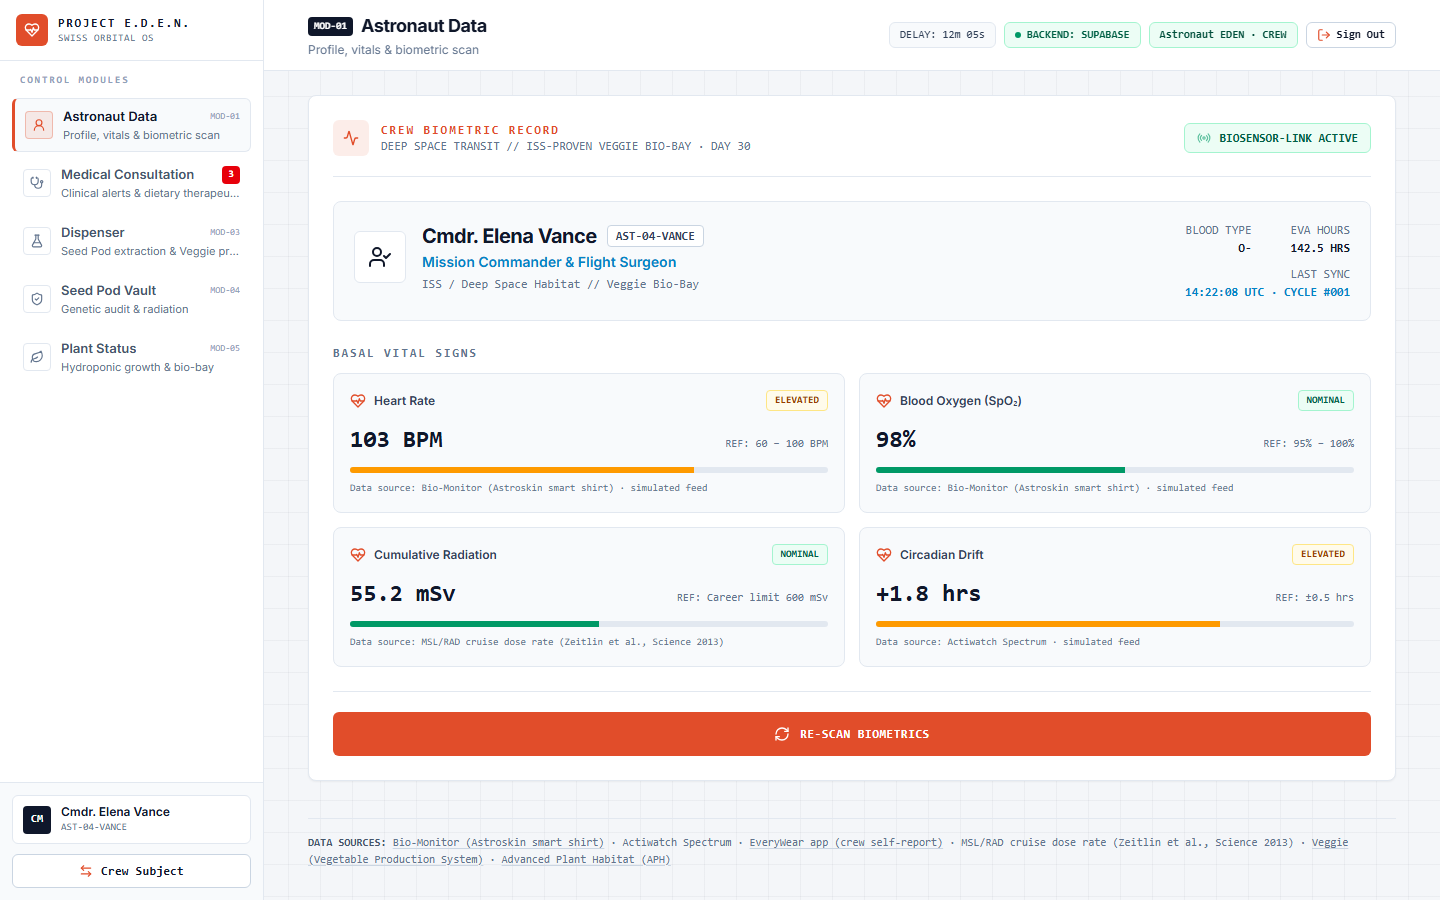 PROJECT E.D.E.N.
SWISS ORBITAL OS
CONTROL MODULES
Astronaut Data MOD-01
Profile, vitals & biometric scan
Medical Consultation 3
Clinical alerts & dietary therapeu...
Dispenser MOD-03
Seed Pod extraction & Veggie pr...
Seed Pod Vault MOD-04
Genetic audit & radiation
Plant Status MOD-05
Hydroponic growth & bio-bay
CM Cmdr. Elena Vance
AST-04-VANCE
Crew Subject
MOD-01 Astronaut Data
Profile, vitals & biometric scan
DELAY: 12m 05s
BACKEND: SUPABASE
Astronaut EDEN · CREW
Sign Out
CREW BIOMETRIC RECORD
DEEP SPACE TRANSIT // ISS-PROVEN VEGGIE BIO-BAY · DAY 30
BIOSENSOR-LINK ACTIVE
Cmdr. Elena Vance AST-04-VANCE
Mission Commander & Flight Surgeon
ISS / Deep Space Habitat // Veggie Bio-Bay
BLOOD TYPE EVA HOURS
O- 142.5 HRS
LAST SYNC
14:22:08 UTC · CYCLE #001
BASAL VITAL SIGNS
Heart Rate ELEVATED
103 BPM REF: 60 – 100 BPM
Data source: Bio-Monitor (Astroskin smart shirt) · simulated feed
Blood Oxygen (SpO₂) NOMINAL
98% REF: 95% – 100%
Data source: Bio-Monitor (Astroskin smart shirt) · simulated feed
Cumulative Radiation NOMINAL
55.2 mSv REF: Career limit 600 mSv
Data source: MSL/RAD cruise dose rate (Zeitlin et al., Science 2013)
Circadian Drift ELEVATED
+1.8 hrs REF: ±0.5 hrs
Data source: Actiwatch Spectrum · simulated feed
RE-SCAN BIOMETRICS
DATA SOURCES: Bio-Monitor (Astroskin smart shirt) · Actiwatch Spectrum · EveryWear app (crew self-report) · MSL/RAD cruise dose rate (Zeitlin et al., Science 2013) · Veggie
(Vegetable Production System) · Advanced Plant Habitat (APH)